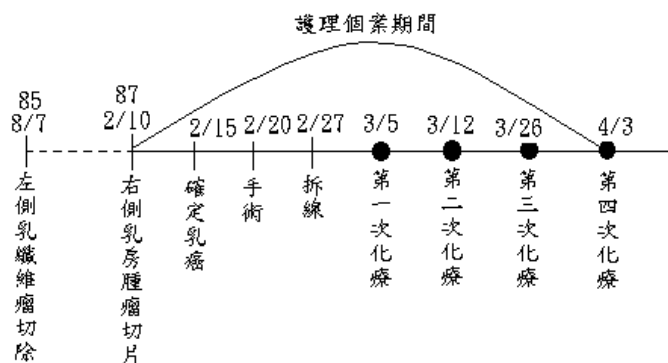 護理個案期間
85
8/7
87
2/10
2/15
2/20
2/27
3/5
3/12
3/26
4/3
左側乳纖維瘤切除
右側乳房腫瘤切片
確定乳癌
手術
拆線
第一次化療
第二次化療
第三次化療
第四次化療